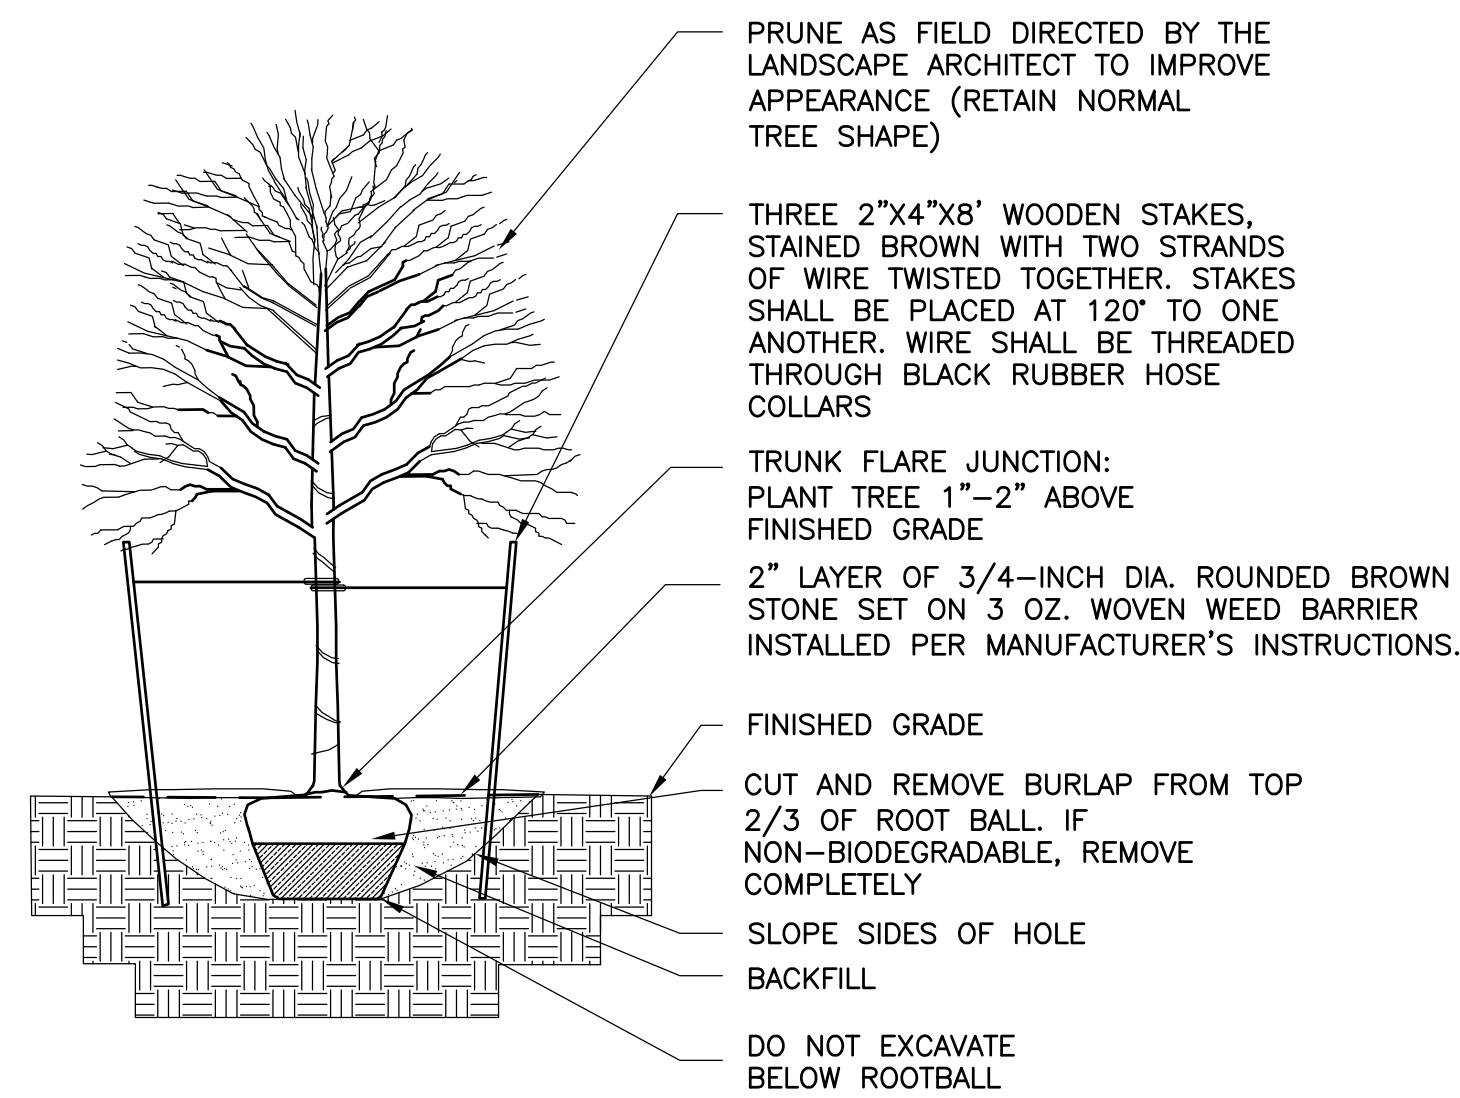 PRUNE AS FIELD DIRECTED BY THE
LANDSCAPE ARCHITECT TO IMPROVE
APPEARANCE (RETAIN NORMAL
TREE SHAPE)
THREE 2”X4”X8’ WOODEN STAKES,
STAINED BROWN WITH TWO STRANDS
OF WIRE TWISTED TOGETHER. STAKES
SHALL BE PLACED AT 120° TO ONE
ANOTHER. WIRE SHALL BE THREADED
THROUGH BLACK RUBBER HOSE
COLLARS
TRUNK FLARE JUNCTION:
PLANT TREE 1”-2” ABOVE
FINISHED GRADE
2” LAYER OF 3/4-INCH DIA. ROUNDED BROWN
STONE SET ON 3 OZ. WOVEN WEED BARRIER
INSTALLED PER MANUFACTURER’S INSTRUCTIONS.
FINISHED GRADE
CUT AND REMOVE BURLAP FROM TOP
2/3 OF ROOT BALL. IF
NON-BIODEGRADABLE, REMOVE
COMPLETELY
SLOPE SIDES OF HOLE
BACKFILL
DO NOT EXCAVATE
BELOW ROOTBALL